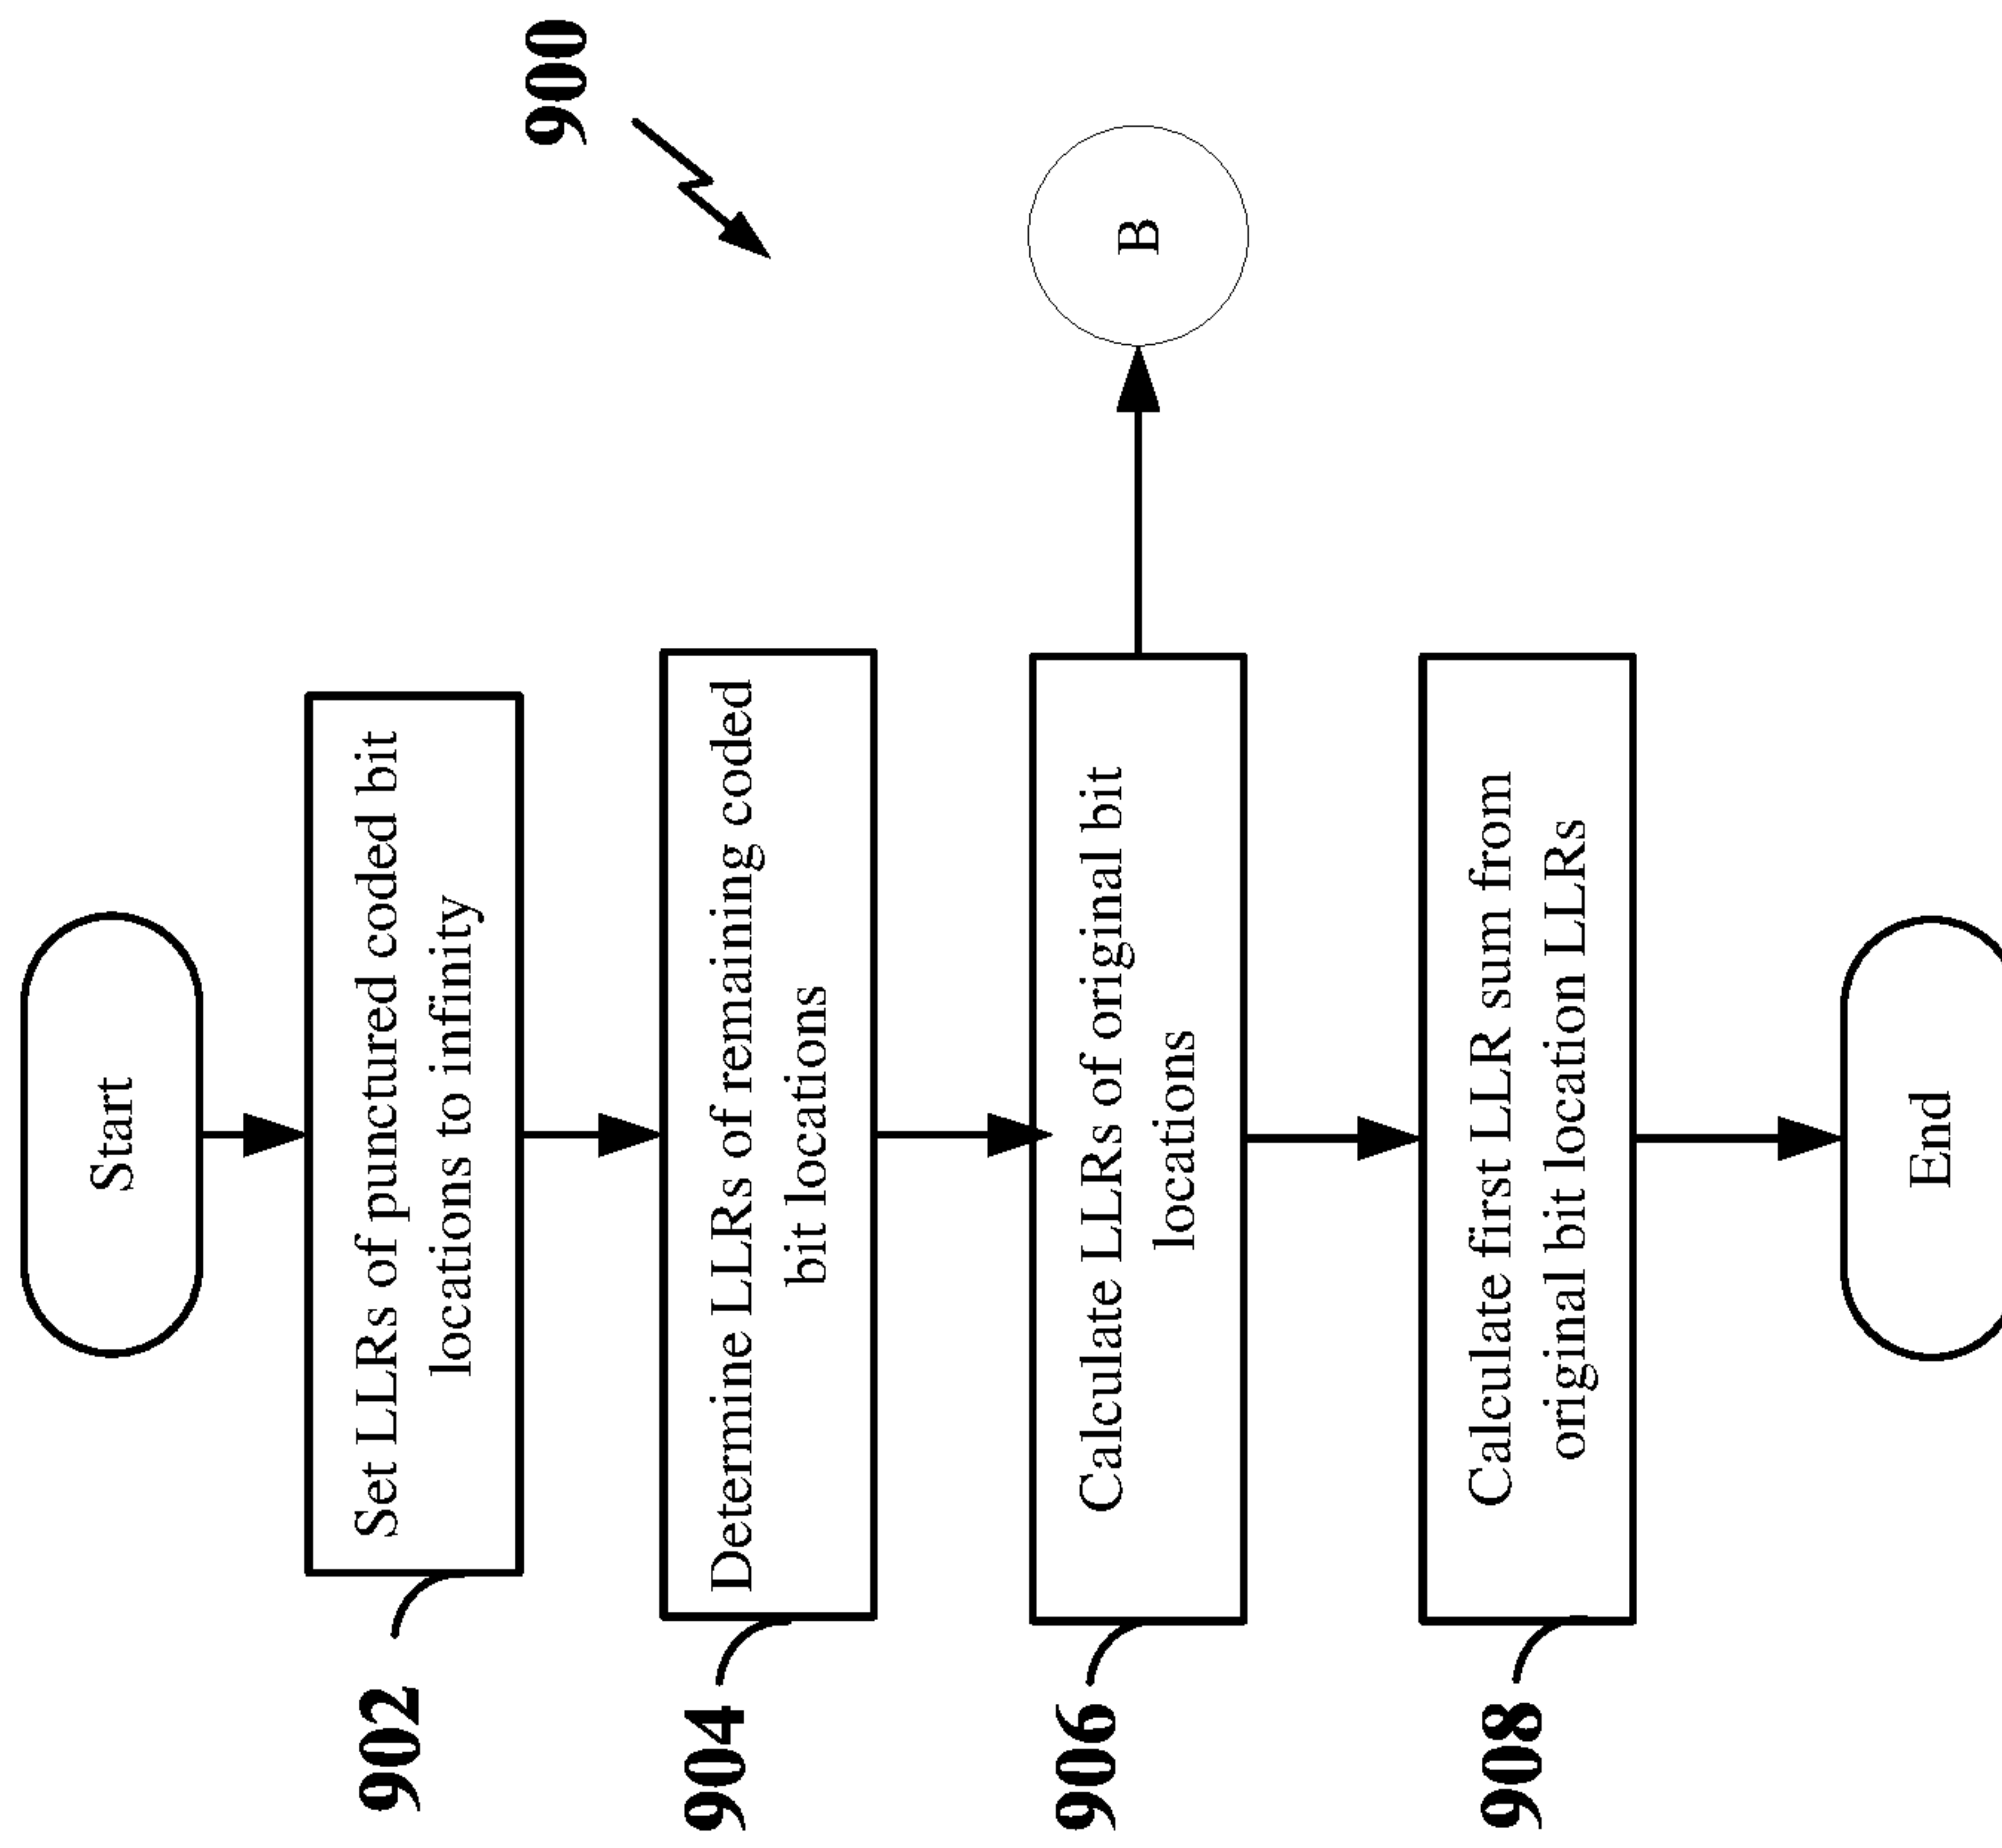 900
Start
902
Set LLRs of punctured coded bit
locations to infinity
904
Determine LLRs of remaining coded
bit locations
906
Calculate LLRs of original bit
locations
B
908
Calculate first LLR sum from
original bit location LLRs
End